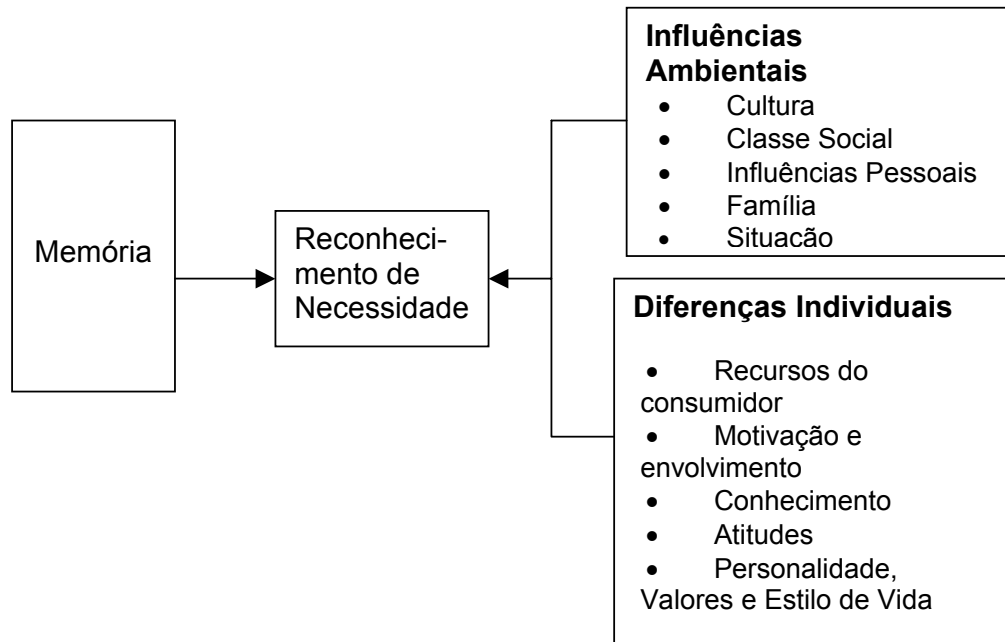 Memória
Reconheci-
mento de
Necessidade
Influências
Ambientais
• Cultura
• Classe Social
• Influências Pessoais
• Família
• Situacão
Diferenças Individuais
• Recursos do
consumidor
• Motivação e
envolvimento
• Conhecimento
• Atitudes
• Personalidade,
Valores e Estilo de Vida